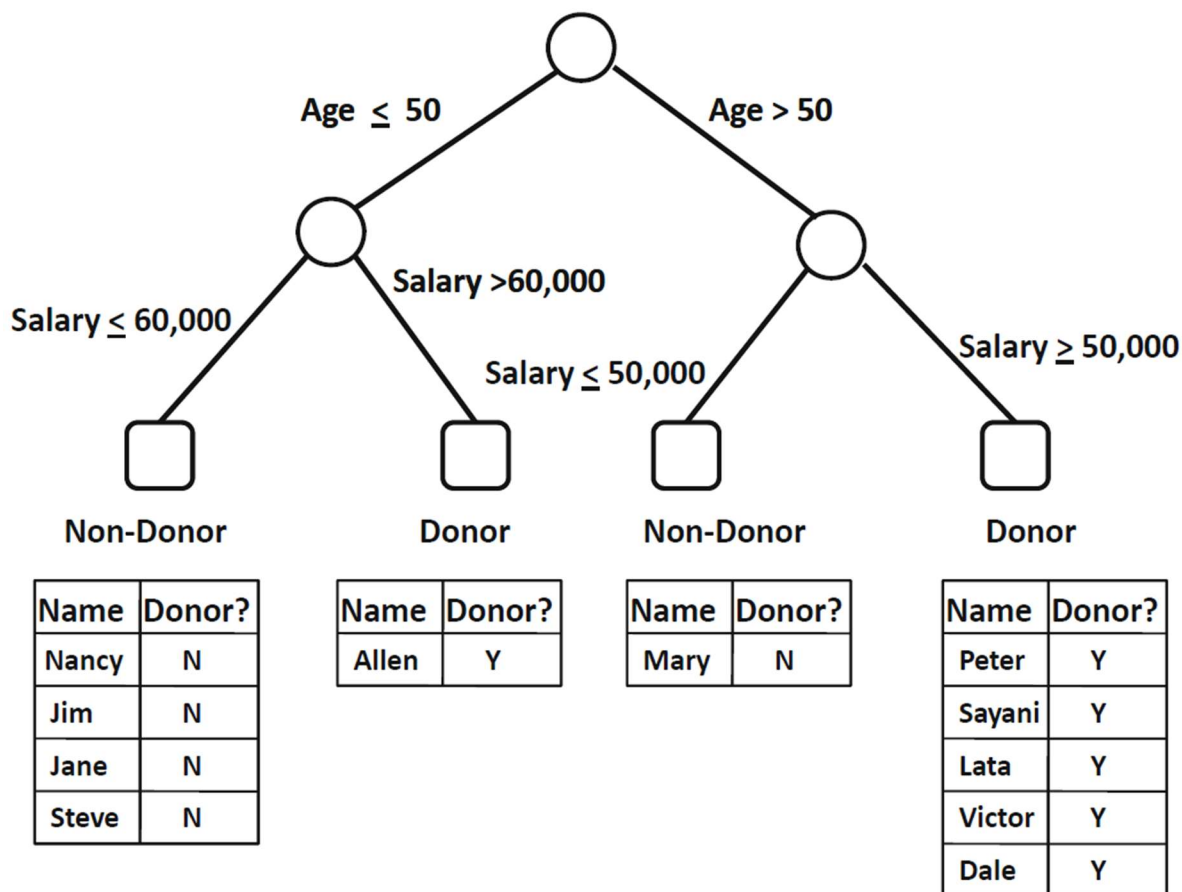 Age ≤ 50
Age > 50
Salary >60,000
Salary ≤ 60,000
Salary ≥ 50,000
Salary ≤ 50,000
Non-Donor
Donor
Non-Donor
Donor
Name Donor?
Nancy N
Jim N
Jane N
Steve N
Name Donor?
Allen Y
Name Donor?
Mary N
Name Donor?
Peter Y
Sayani Y
Lata Y
Victor Y
Dale Y